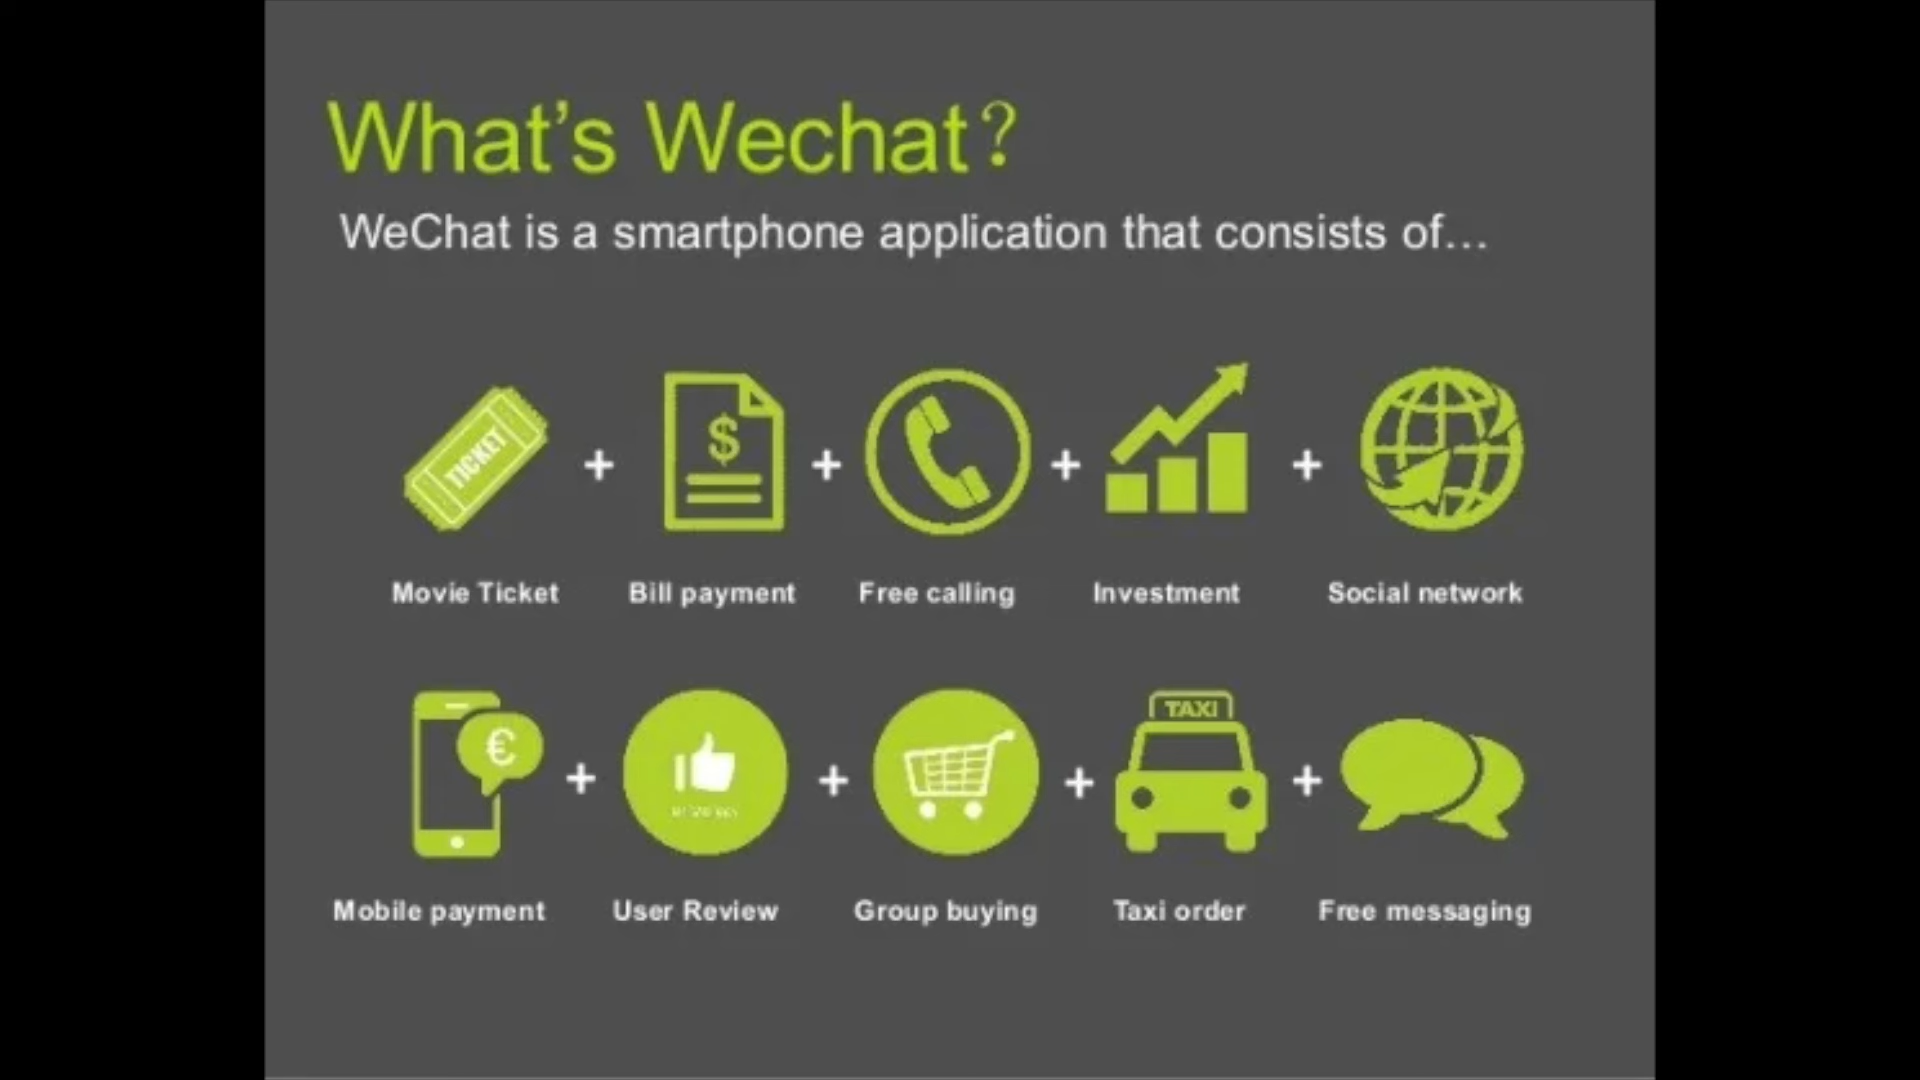 What's Wechat?
WeChat is a smartphone application that consists of...
TICKET
$
+ + + +
Movie Ticket Bill payment Free calling Investment Social network
TAXI
€
+ + + +
Mobile payment User Review Group buying Taxi order Free messaging